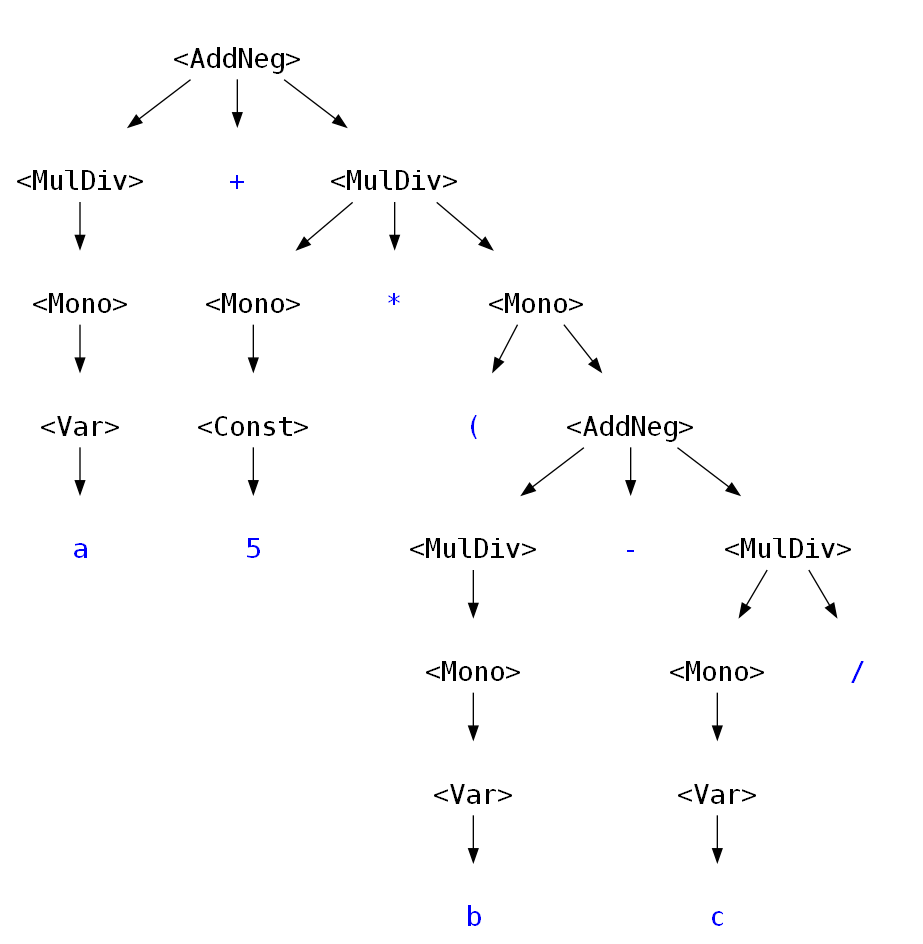 <AddNeg>
<MulDiv> + <MulDiv>
<Mono> <Mono> * <Mono>
<Var> <Const> ( <AddNeg>
a 5 <MulDiv> - <MulDiv>
<Mono> <Mono> /
<Var> <Var>
b c